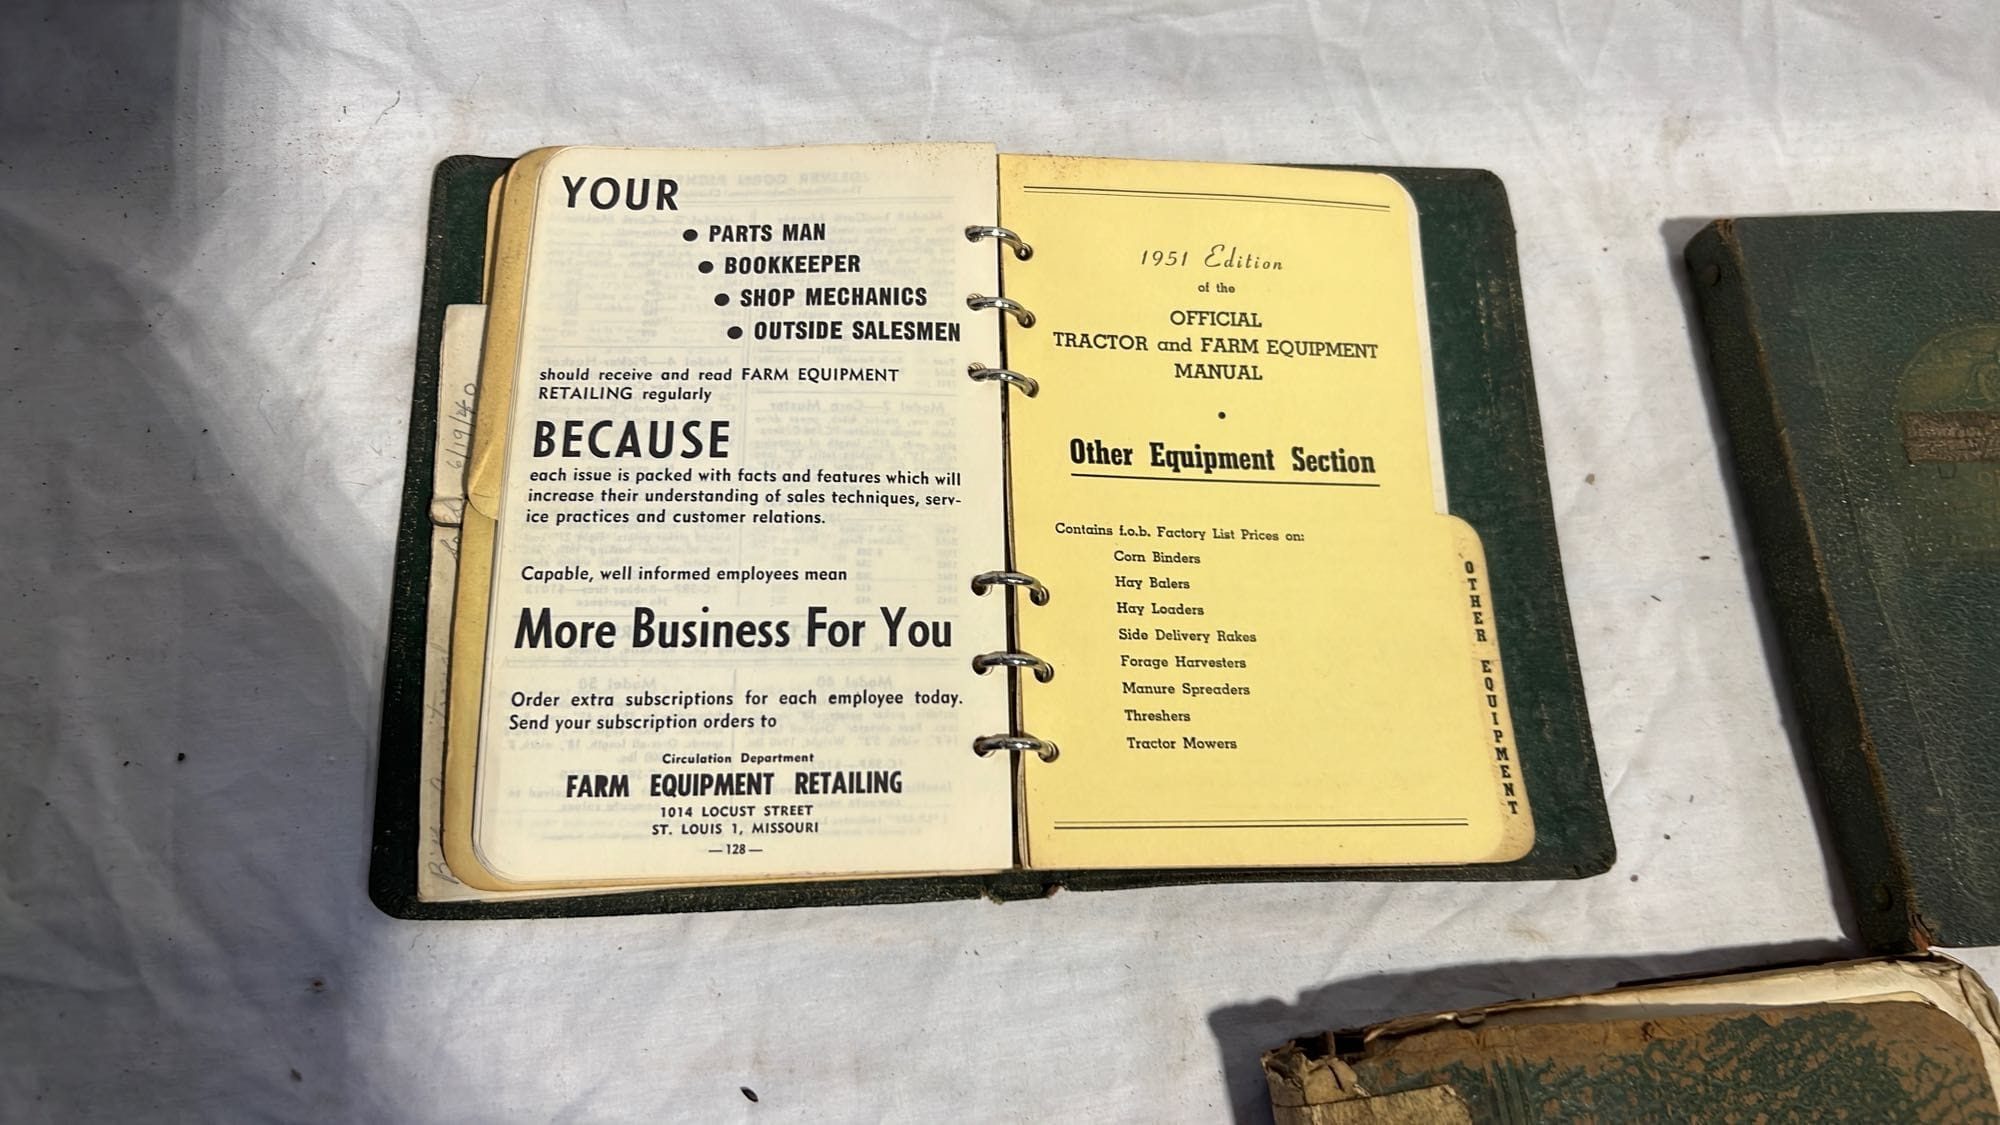 YOUR
● PARTS MAN
● BOOKKEEPER
● SHOP MECHANICS
● OUTSIDE SALESMEN
should receive and read FARM EQUIPMENT
RETAILING regularly
BECAUSE
each issue is packed with facts and features which will
increase their understanding of sales techniques, serv-
ice practices and customer relations.
Capable, well informed employees mean
More Business For You
Order extra subscriptions for each employee today.
Send your subscription orders to
Circulation Department
FARM EQUIPMENT RETAILING
1014 LOCUST STREET
ST. LOUIS 1, MISSOURI
—128—
6/19/40
1951 Edition
of the
OFFICIAL
TRACTOR and FARM EQUIPMENT
MANUAL
•
Other Equipment Section
Contains f.o.b. Factory List Prices on:
Corn Binders
Hay Balers
Hay Loaders
Side Delivery Rakes
Forage Harvesters
Manure Spreaders
Threshers
Tractor Mowers
OTHER EQUIPMENT